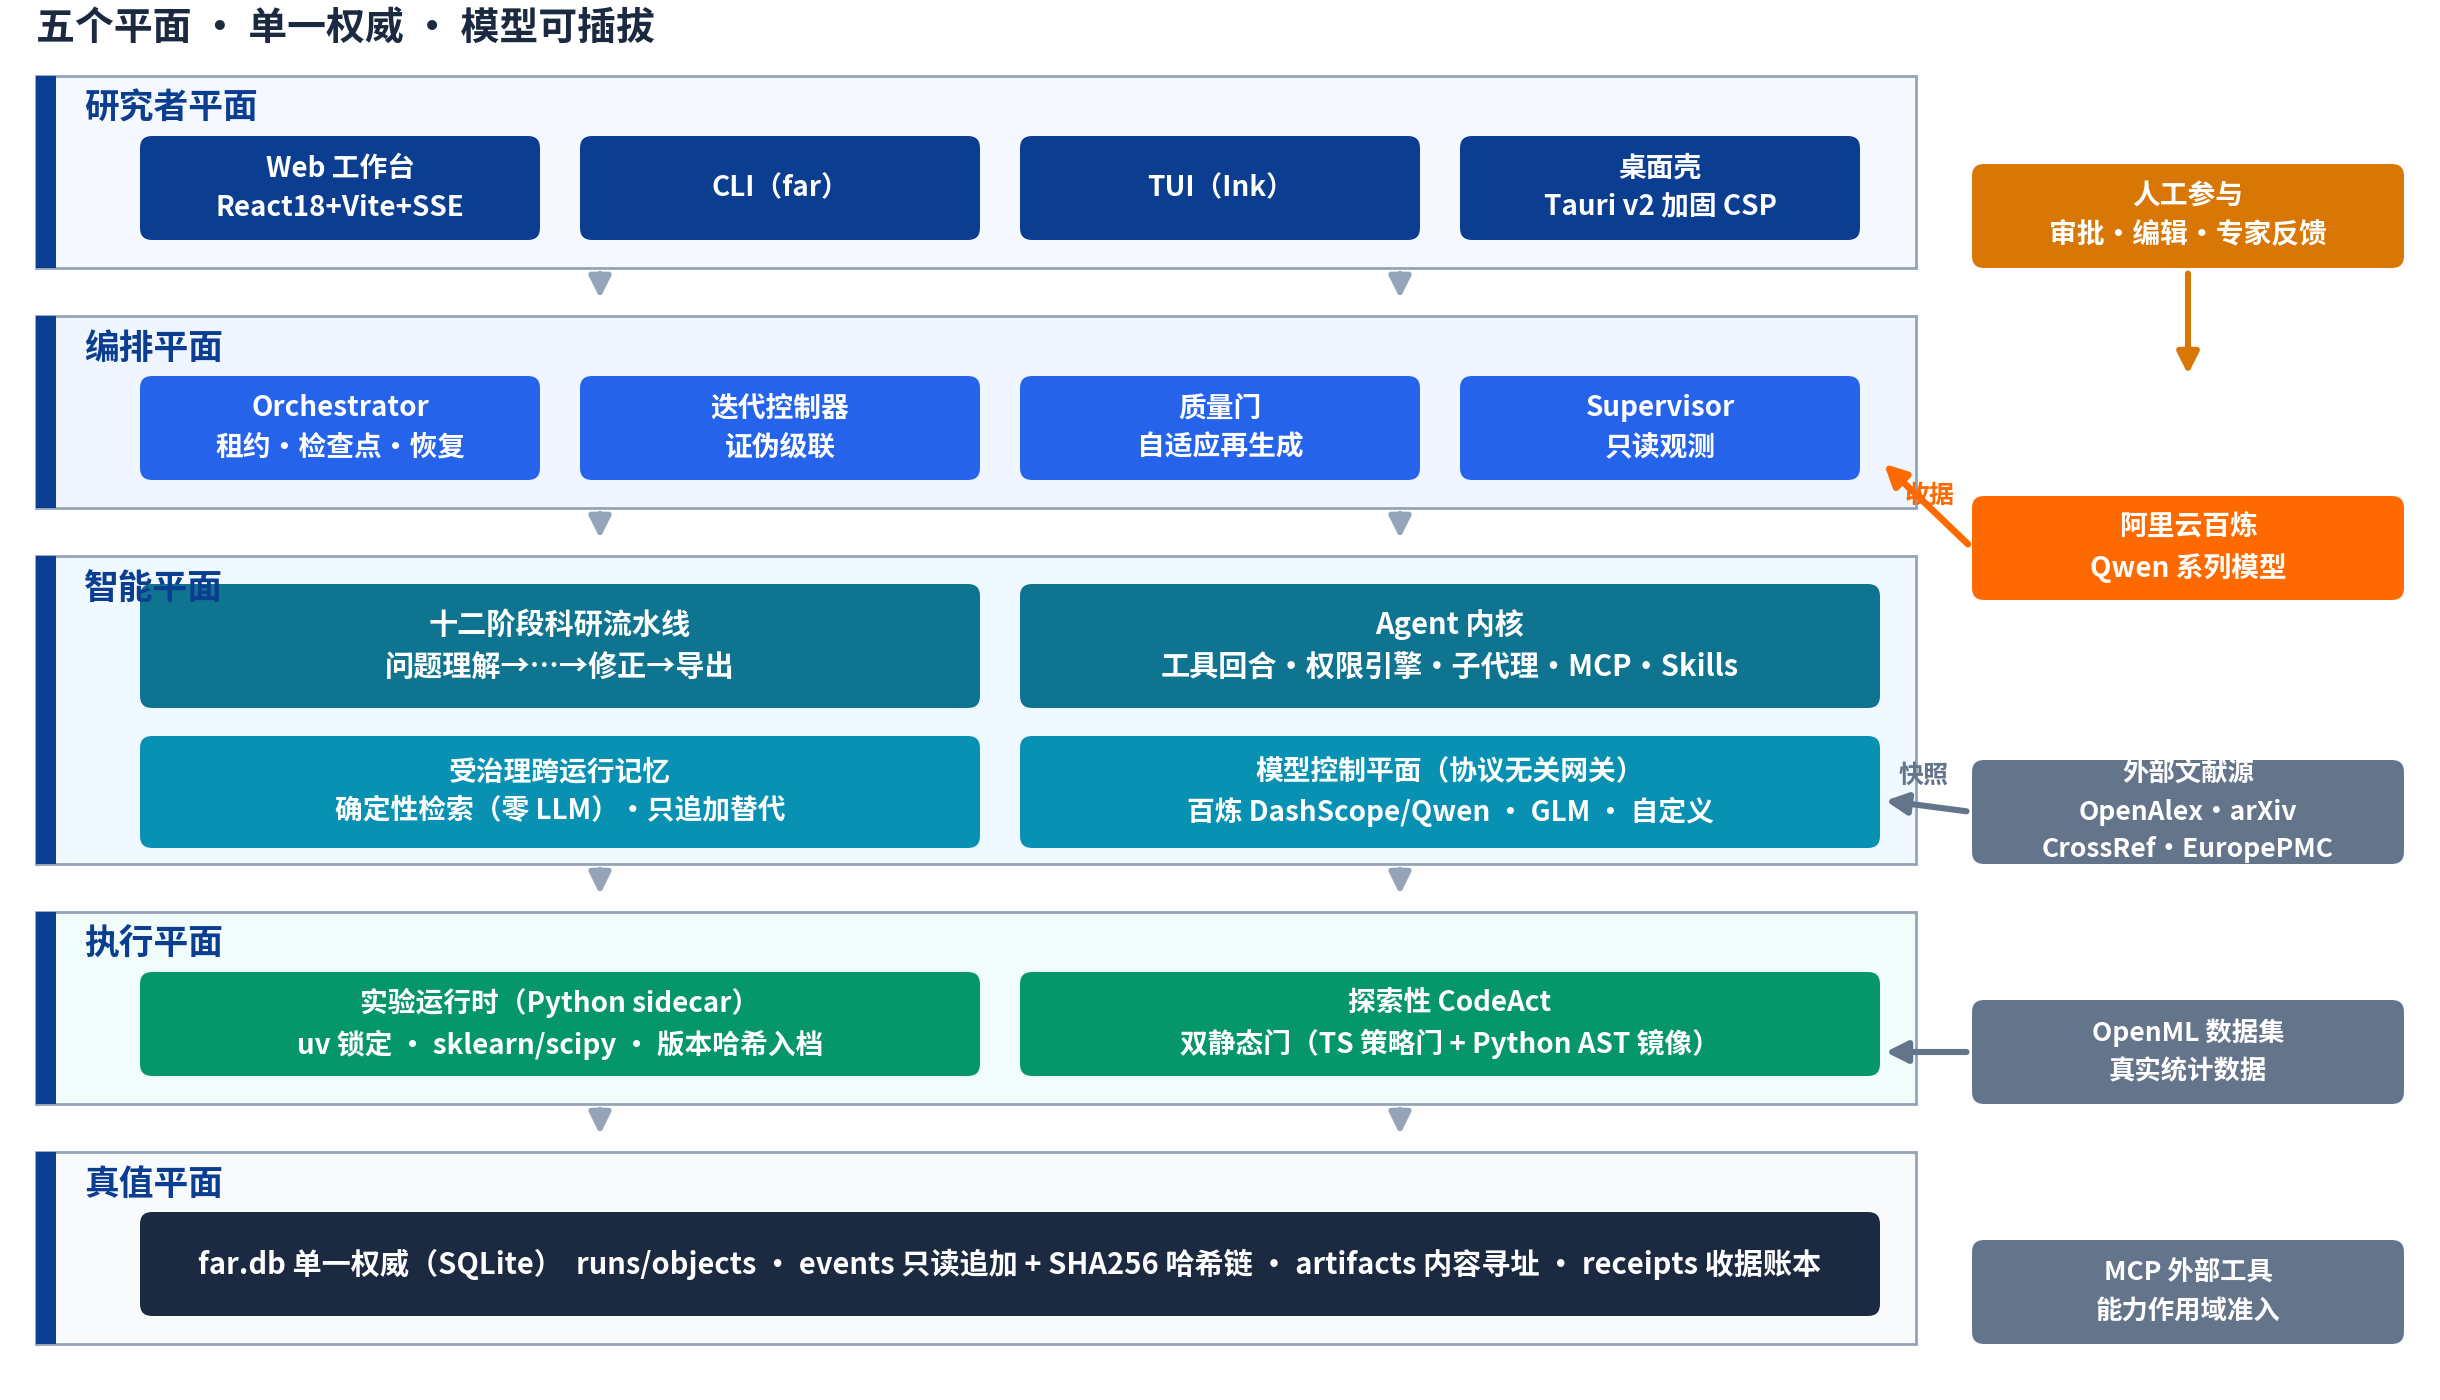 五个平面 • 单一权威 • 模型可插拔
研究者平面
Web 工作台
React18+Vite+SSE
CLI（far）
TUI（Ink）
桌面壳
Tauri v2 加固 CSP
人工参与
审批•编辑•专家反馈
编排平面
Orchestrator
租约•检查点•恢复
迭代控制器
证伪级联
质量门
自适应再生成
Supervisor
只读观测
收据
阿里云百炼
Qwen 系列模型
智能平面
十二阶段科研流水线
问题理解→…→修正→导出
Agent 内核
工具回合•权限引擎•子代理•MCP•Skills
受治理跨运行记忆
确定性检索（零 LLM）•只追加替代
模型控制平面（协议无关网关）
百炼 DashScope/Qwen • GLM • 自定义
快照
外部文献源
OpenAlex•arXiv
CrossRef•EuropePMC
执行平面
实验运行时（Python sidecar）
uv 锁定 • sklearn/scipy • 版本哈希入档
探索性 CodeAct
双静态门（TS 策略门 + Python AST 镜像）
OpenML 数据集
真实统计数据
真值平面
far.db 单一权威（SQLite） runs/objects • events 只读追加 + SHA256 哈希链 • artifacts 内容寻址 • receipts 收据账本
MCP 外部工具
能力作用域准入